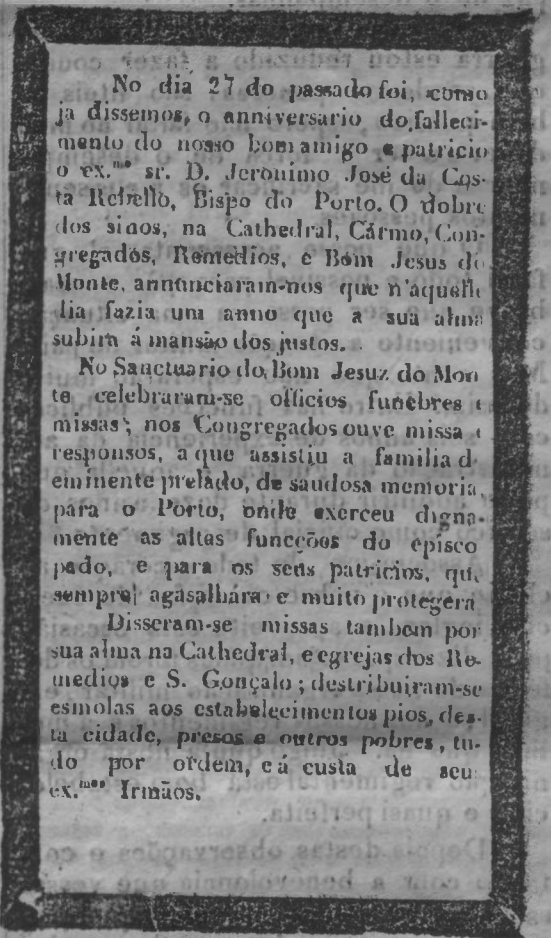 No dia 27 do passado foi, como
ja dissemos, o anniversario do falleci-
mento do nosso bom amigo e patricio
o ex.mo sr. D. Jeronimo José da Cos-
ta Rebello, Bispo do Porto. O dobre
dos sinos, na Cathedral, Cármo, Con-
gregados, Remedios, e Bom Jesus do
Monte, annunciaram-nos que n'aquelle
dia fazia um anno que a sua alma
subira á mansão dos justos.
No Sanctuario do Bom Jesuz do Mon
te celebraram-se officios funebres e
missas; nos Congregados ouve missa e
responsos, a que assistiu a familia d
eminente prelado, de saudosa memoria,
para o Porto, onde exerceu digna-
mente as altas funcções do episco
pado, e para os seus patricios, que
sempre agasalhára e muito protegera
Disseram-se missas tambem por
sua alma na Cathedral, e egrejas dos Re-
medios e S. Gonçalo; destribuiram-se
esmolas aos estabelecimentos pios, des-
ta cidade, presos e outros pobres, tu-
do por ordem, e á custa de seus
ex.mos Irmãos.